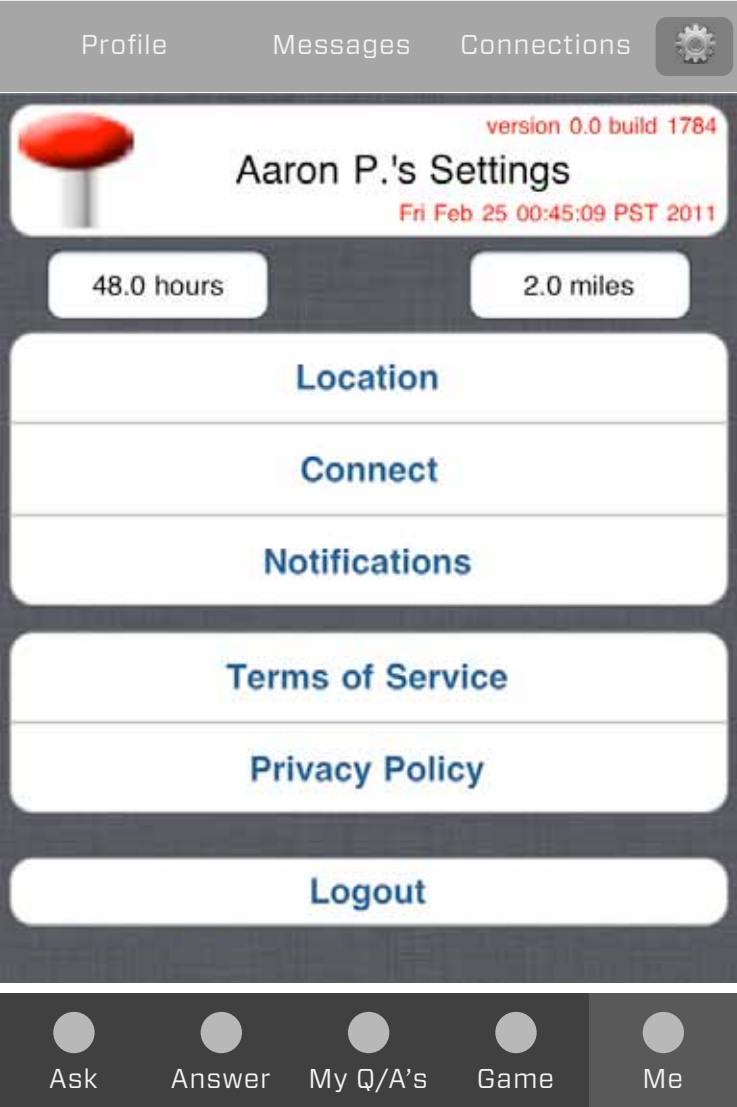 Profile Messages Connections
version 0.0 build 1784
Aaron P.'s Settings
Fri Feb 25 00:45:09 PST 2011
48.0 hours 2.0 miles
Location
Connect
Notifications
Terms of Service
Privacy Policy
Logout
Ask Answer My Q/A’s Game Me